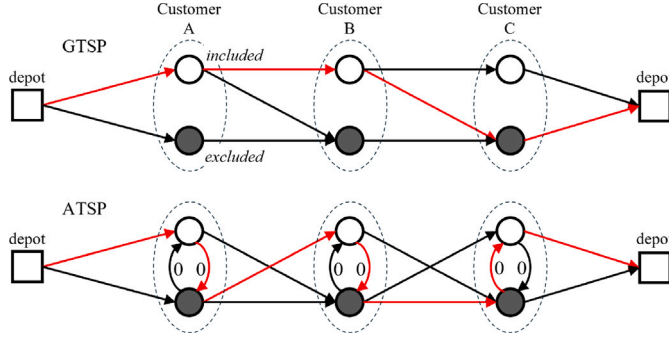 Customer
A
Customer
B
Customer
C
GTSP
included
depot
depo
excluded
ATSP
depot
depo
0 0
0 0
0 0